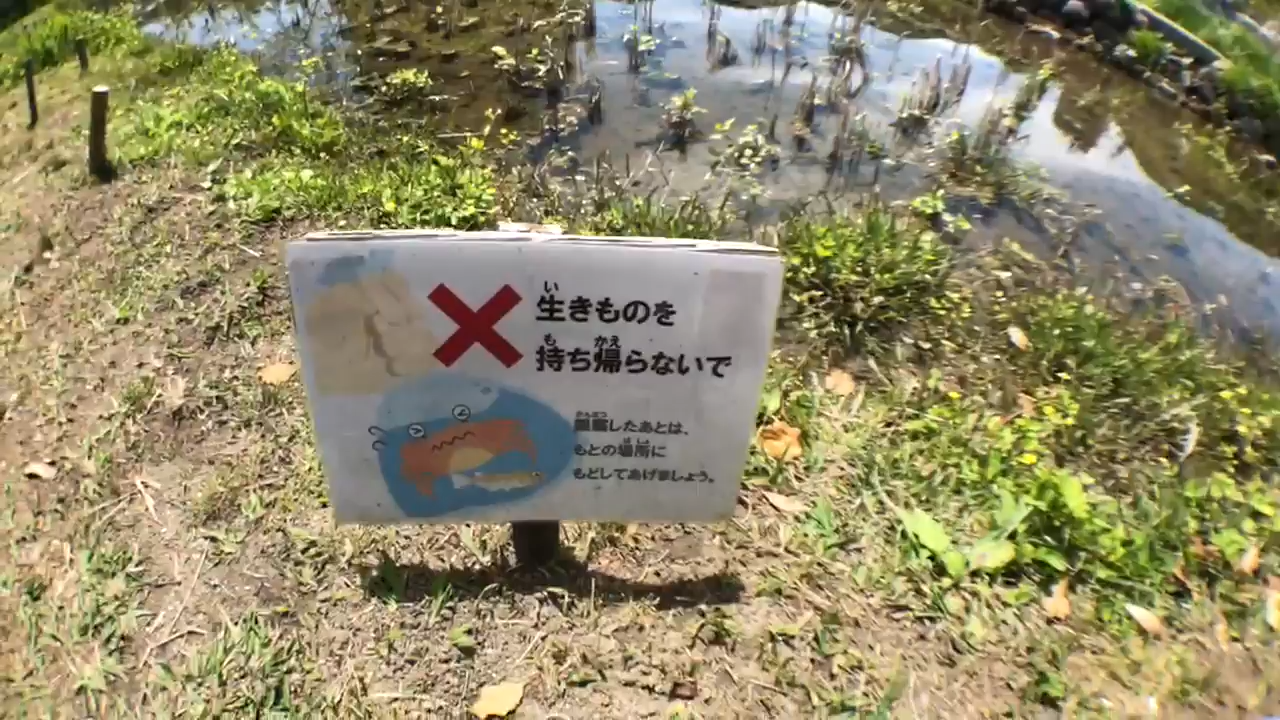 生きものを
持ち帰らないで
観察したあとは、
もとの場所に
もどしてあげましょう。